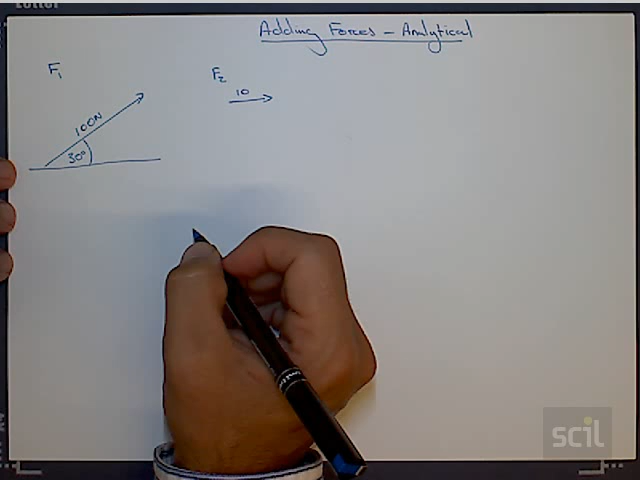 Adding Forces - Analytical
F₁
F₂
10
100N
30°
scil